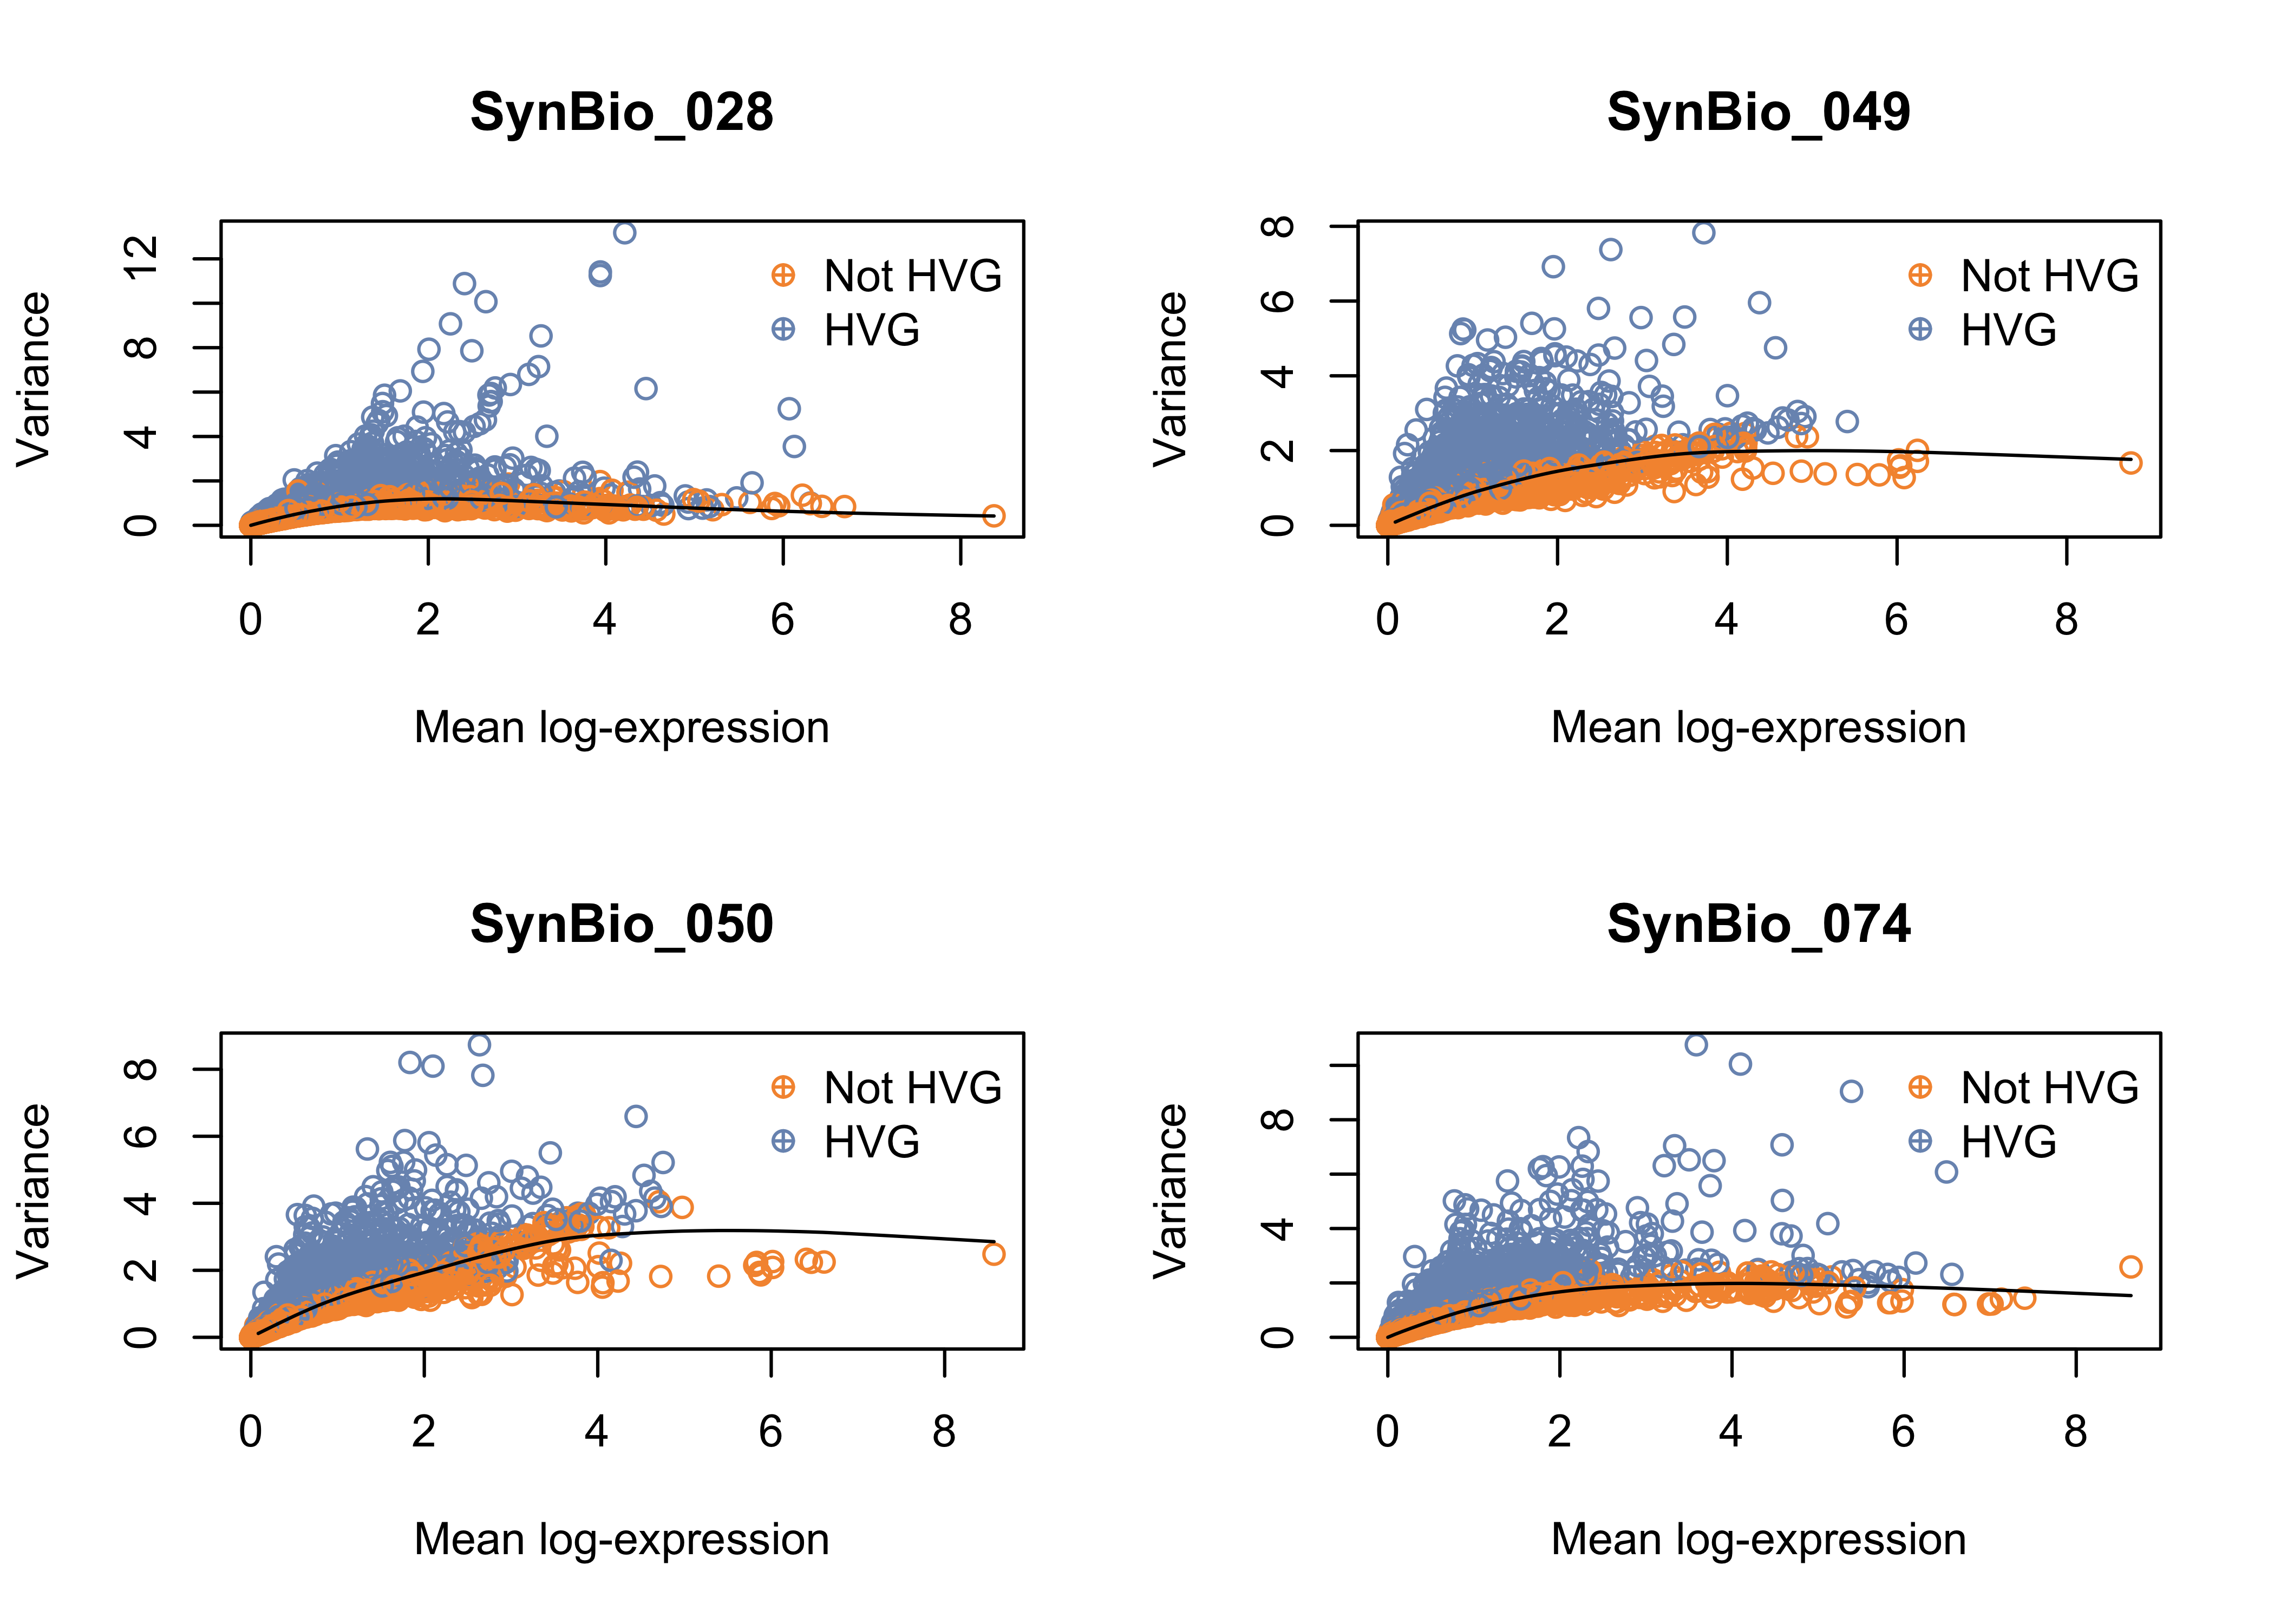 SynBio_028
Variance
12
8
4
0
Not HVG
HVG
0 2 4 6 8
Mean log-expression
SynBio_049
Variance
8
6
4
2
0
Not HVG
HVG
0 2 4 6 8
Mean log-expression
SynBio_050
Variance
8
6
4
2
0
Not HVG
HVG
0 2 4 6 8
Mean log-expression
SynBio_074
Variance
8
4
0
Not HVG
HVG
0 2 4 6 8
Mean log-expression